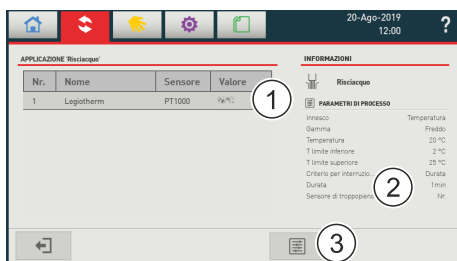 20-Ago-2019
12:00
?
APPLICAZIONE 'Risciacquo'
Nr. Nome Sensore Valore
1 Legiotherm PT1000
1
INFORMAZIONI
Risciacquo
PARAMETRI DI PROCESSO
Innesco Temperatura
Gamma Freddo
Temperatura 20 °C
T limite inferiore 2 °C
T limite superiore 25 °C
Criterio per interruzio... Durata
Durata 1min
Sensore di troppopieno Nr.
2
3